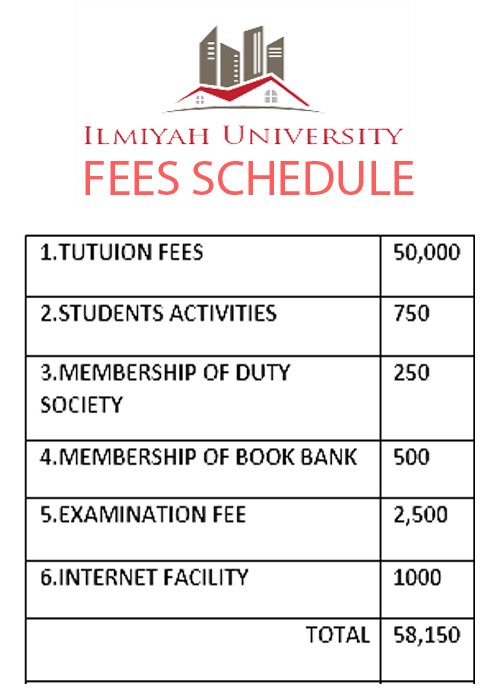 ILMIYAH UNIVERSITY
FEES SCHEDULE
1.TUTUION FEES 50,000
2.STUDENTS ACTIVITIES 750
3.MEMBERSHIP OF DUTY 250
SOCIETY
4.MEMBERSHIP OF BOOK BANK 500
5.EXAMINATION FEE 2,500
6.INTERNET FACILITY 1000
TOTAL 58,150